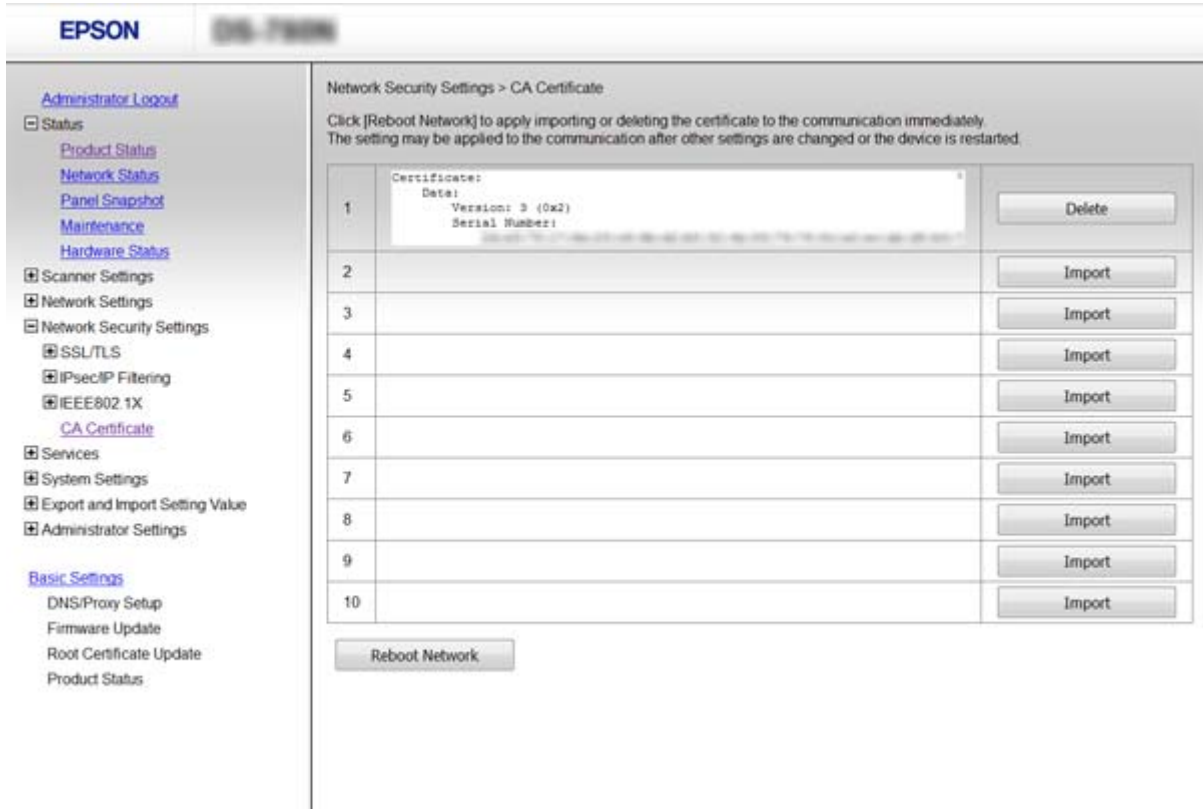 EPSON
Administrator Logout
Status
Product Status
Network Status
Panel Snapshot
Maintenance
Hardware Status
Scanner Settings
Network Settings
Network Security Settings
SSL/TLS
IPsec/IP Filtering
IEEE802.1X
CA Certificate
Services
System Settings
Export and Import Setting Value
Administrator Settings
Basic Settings
DNS/Proxy Setup
Firmware Update
Root Certificate Update
Product Status
Network Security Settings > CA Certificate
Click [Reboot Network] to apply importing or deleting the certificate to the communication immediately.
The setting may be applied to the communication after other settings are changed or the device is restarted.
1
Certificate:
Data:
Version: 3 (0x2)
Serial Number:
Delete
2 Import
3 Import
4 Import
5 Import
6 Import
7 Import
8 Import
9 Import
10 Import
Reboot Network